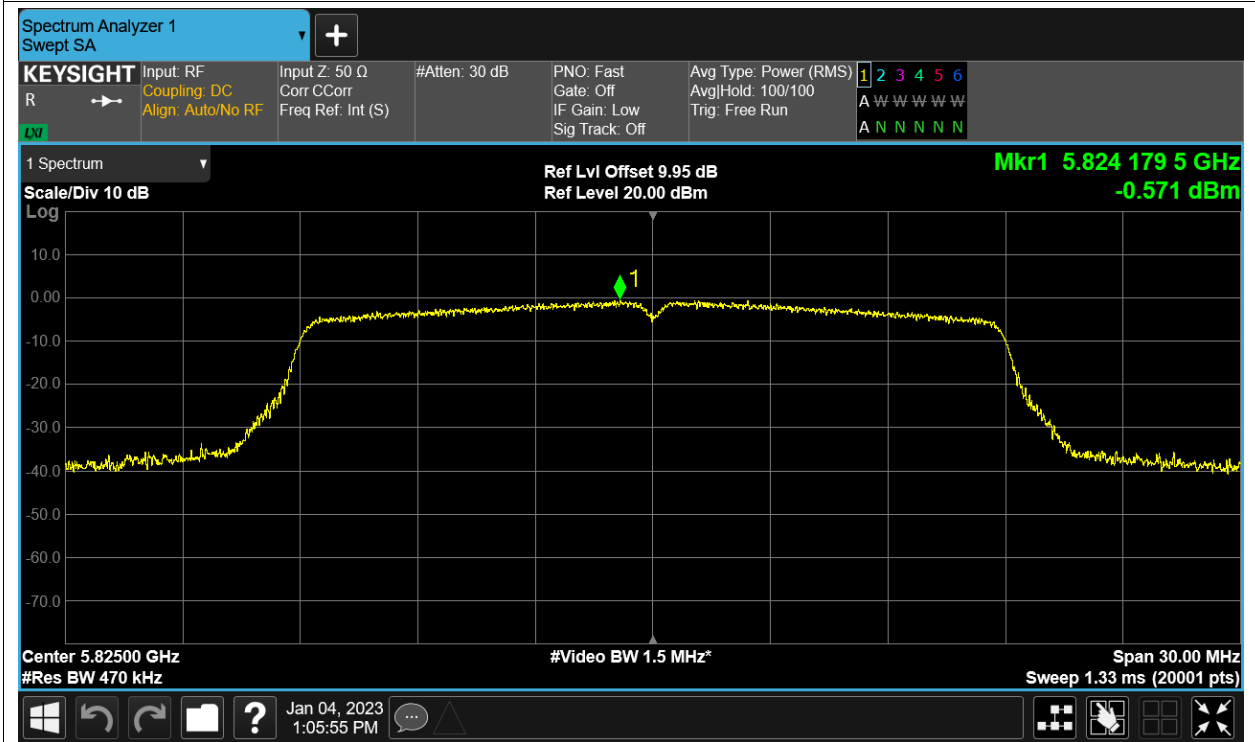 Spectrum Analyzer 1
Swept SA
+
KEYSIGHT
R
LXI
Input: RF
Coupling: DC
Align: Auto/No RF
Input Z: 50 Ω
Corr CCorr
Freq Ref: Int (S)
#Atten: 30 dB
PNO: Fast
Gate: Off
IF Gain: Low
Sig Track: Off
Avg Type: Power (RMS)
Avg|Hold: 100/100
Trig: Free Run
1 2 3 4 5 6
A W W W W W
A N N N N N
1 Spectrum
Scale/Div 10 dB
Log
Ref Lvl Offset 9.95 dB
Ref Level 20.00 dBm
Mkr1 5.824 179 5 GHz
-0.571 dBm
1
10.0
0.00
-10.0
-20.0
-30.0
-40.0
-50.0
-60.0
-70.0
Center 5.82500 GHz
#Res BW 470 kHz
#Video BW 1.5 MHz*
Span 30.00 MHz
Sweep 1.33 ms (20001 pts)
?
Jan 04, 2023
1:05:55 PM